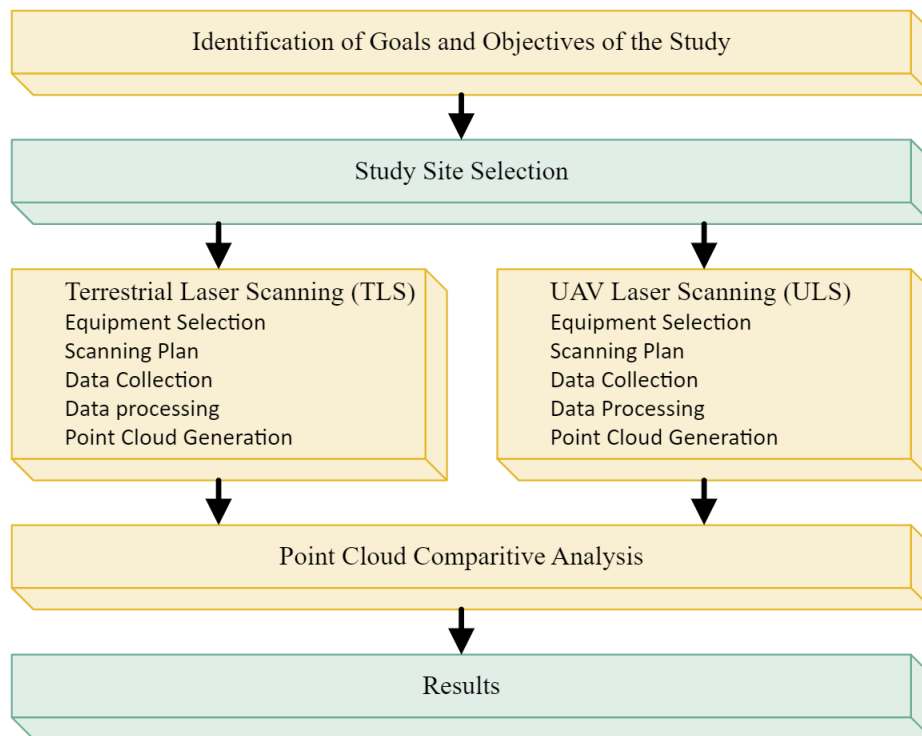 Identification of Goals and Objectives of the Study
Study Site Selection
Terrestrial Laser Scanning (TLS)
Equipment Selection
Scanning Plan
Data Collection
Data processing
Point Cloud Generation
UAV Laser Scanning (ULS)
Equipment Selection
Scanning Plan
Data Collection
Data Processing
Point Cloud Generation
Point Cloud Comparitive Analysis
Results